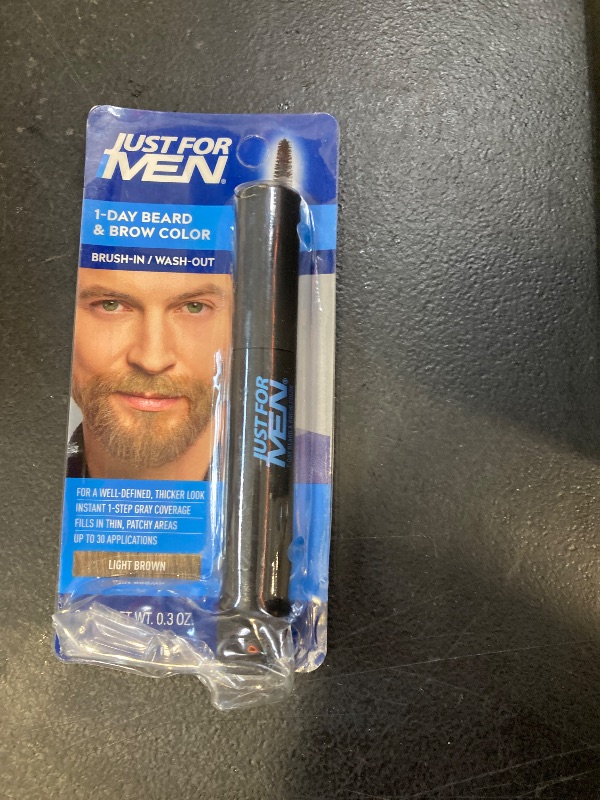 JUST FOR
MEN®
1-DAY BEARD
& BROW COLOR
BRUSH-IN / WASH-OUT
JUST FOR
MEN®
FOR A WELL-DEFINED, THICKER LOOK
INSTANT 1-STEP GRAY COVERAGE
FILLS IN THIN, PATCHY AREAS
UP TO 30 APPLICATIONS
LIGHT BROWN
WT. 0.3 OZ